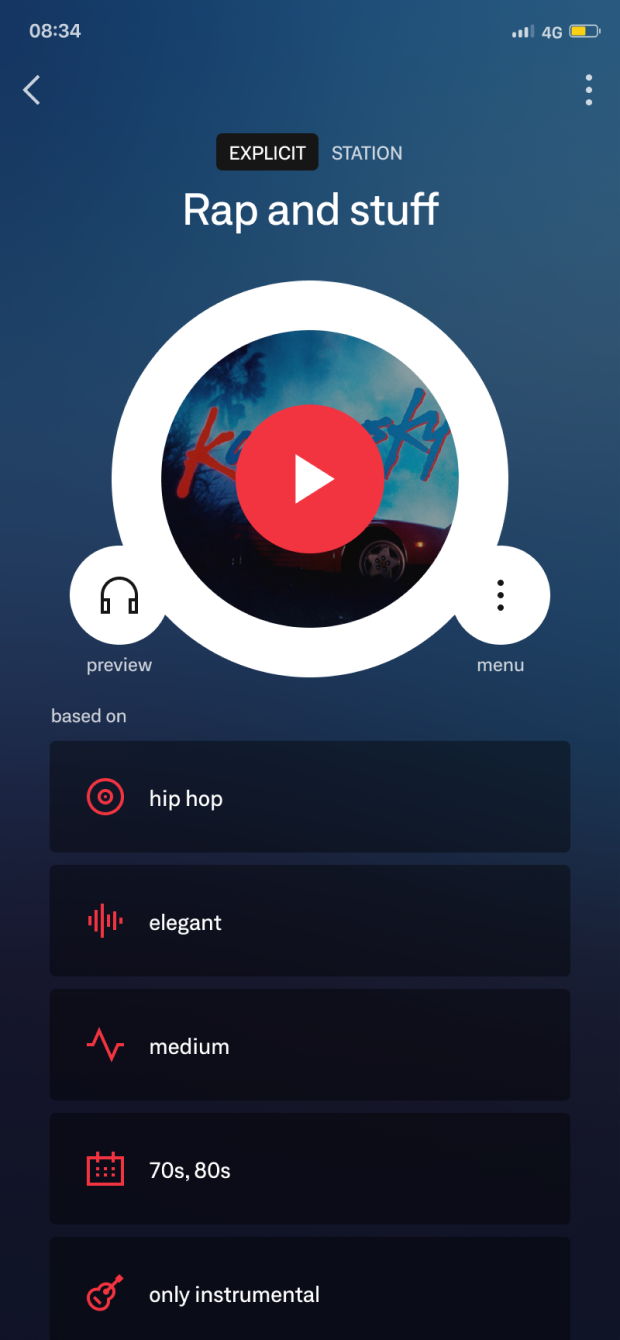 08:34
4G
EXPLICIT STATION
Rap and stuff
preview
menu
based on
hip hop
elegant
medium
70s, 80s
only instrumental